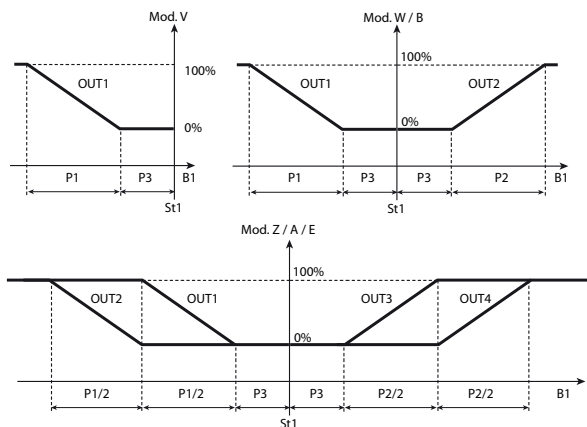 Mod. V
100%
OUT1
0%
P1 P3 B1
St1
Mod. W / B
100%
OUT1 OUT2
0%
P1 P3 P3 P2
St1
Mod. Z / A / E
100%
OUT2 OUT1 OUT3 OUT4
0%
P1/2 P1/2 P3 P3 P2/2 P2/2 B1
St1